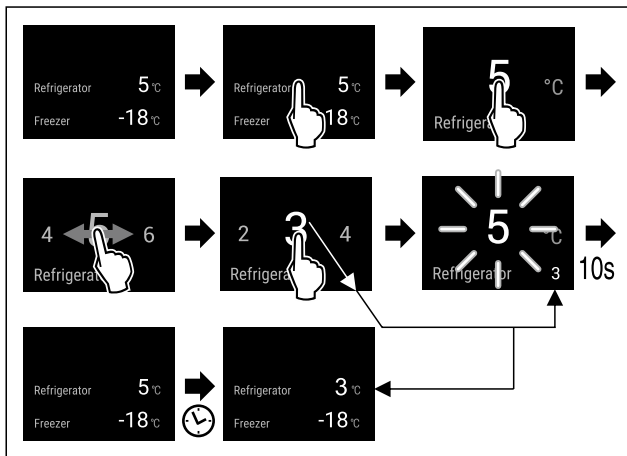 Refrigerator 5 °C
Freezer -18 °C
Refrigerator 5 °C
Freezer 18 °C
5 °C
Refrigera
4 5 6
Refrigerat
2 3 4
Refrigera
5 °C
Refrigerator 3
10s
Refrigerator 5 °C
Freezer -18 °C
Refrigerator 3 °C
Freezer -18 °C